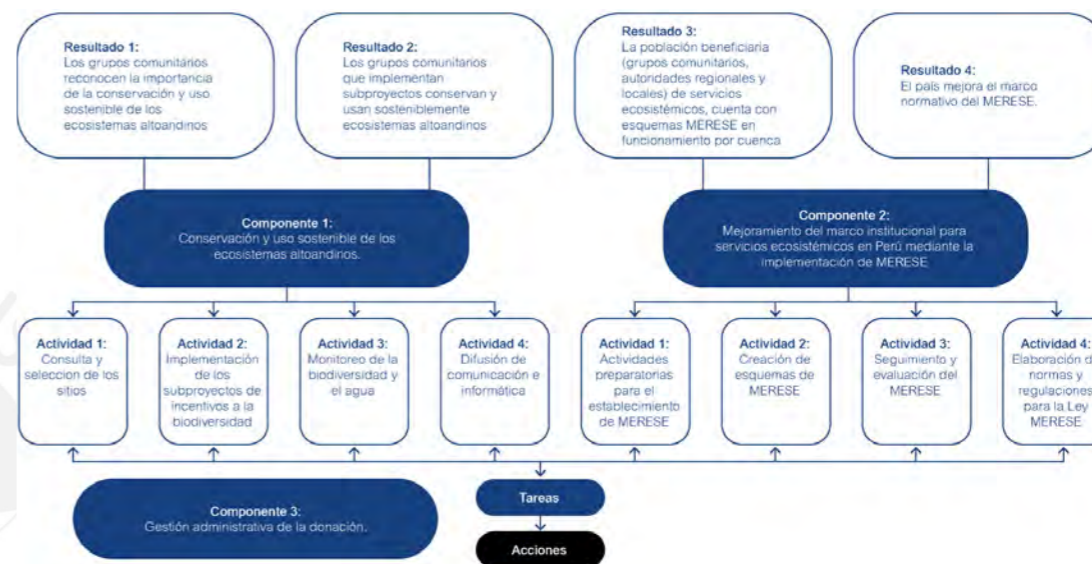 Resultado 1:
Los grupos comunitários
reconocen la importancia
de la conservación y uso
sostenible de los
ecosistemas altoandinos
Resultado 2:
Los grupos comunitarios
que implementan
subproyectos conservan y
usan sosteniblemente
ecosistemas altoandinos
Resultado 3:
La población beneficiaria
(grupos comunitarios,
autoridades regionales y
locales) de servicios
ecosistémicos, cuenta con
esquemas MERESE en
funcionamiento por cuenca
Resultado 4:
El país mejora el marco
normativo del MERESE.
Componente 1:
Conservación y uso sostenible de los
ecosistemas altoandinos.
Componente 2:
Mejoramiento del marco institucional para
servicios ecosistémicos en Perú mediante la
implementación de MERESE
Actividad 1:
Consulta y
seleccion de los
sitios
Actividad 2:
Implementación
de los
subproyectos de
incentivos a la
biodiversidad
Actividad 3:
Monitoreo de la
biodiversidad y
el agua
Actividad 4:
Difusión de
comunicación e
informática
Actividad 1:
Actividades
preparatorias
para el
establecimiento
de MERESE
Actividad 2:
Creación de
esquemas de
MERESE
Actividad 3:
Seguimiento y
evaluación del
MERESE
Actividad 4:
Elaboración d
normas y
regulaciones
para la Ley
MERESE
Componente 3:
Gestión administrativa de la donación.
Tareas
Acciones